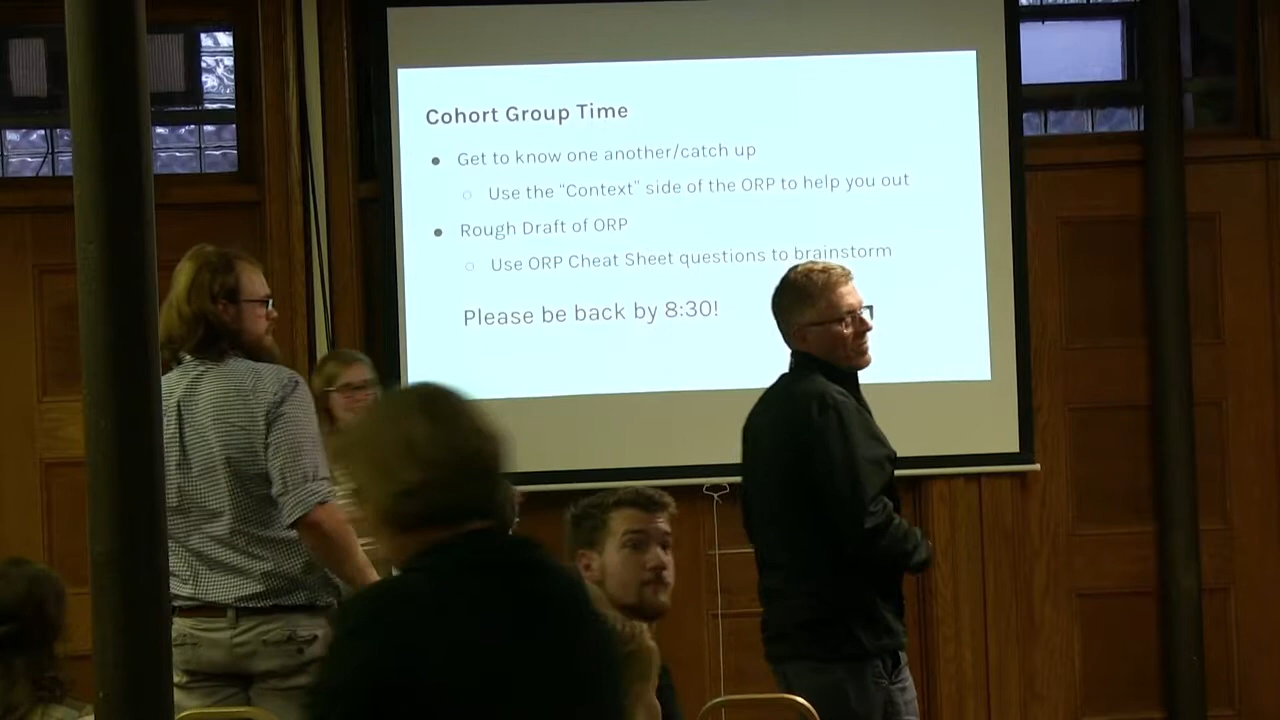 Cohort Group Time
● Get to know one another/catch up
○ Use the "Context" side of the ORP to help you out
● Rough Draft of ORP
○ Use ORP Cheat Sheet questions to brainstorm
Please be back by 8:30!